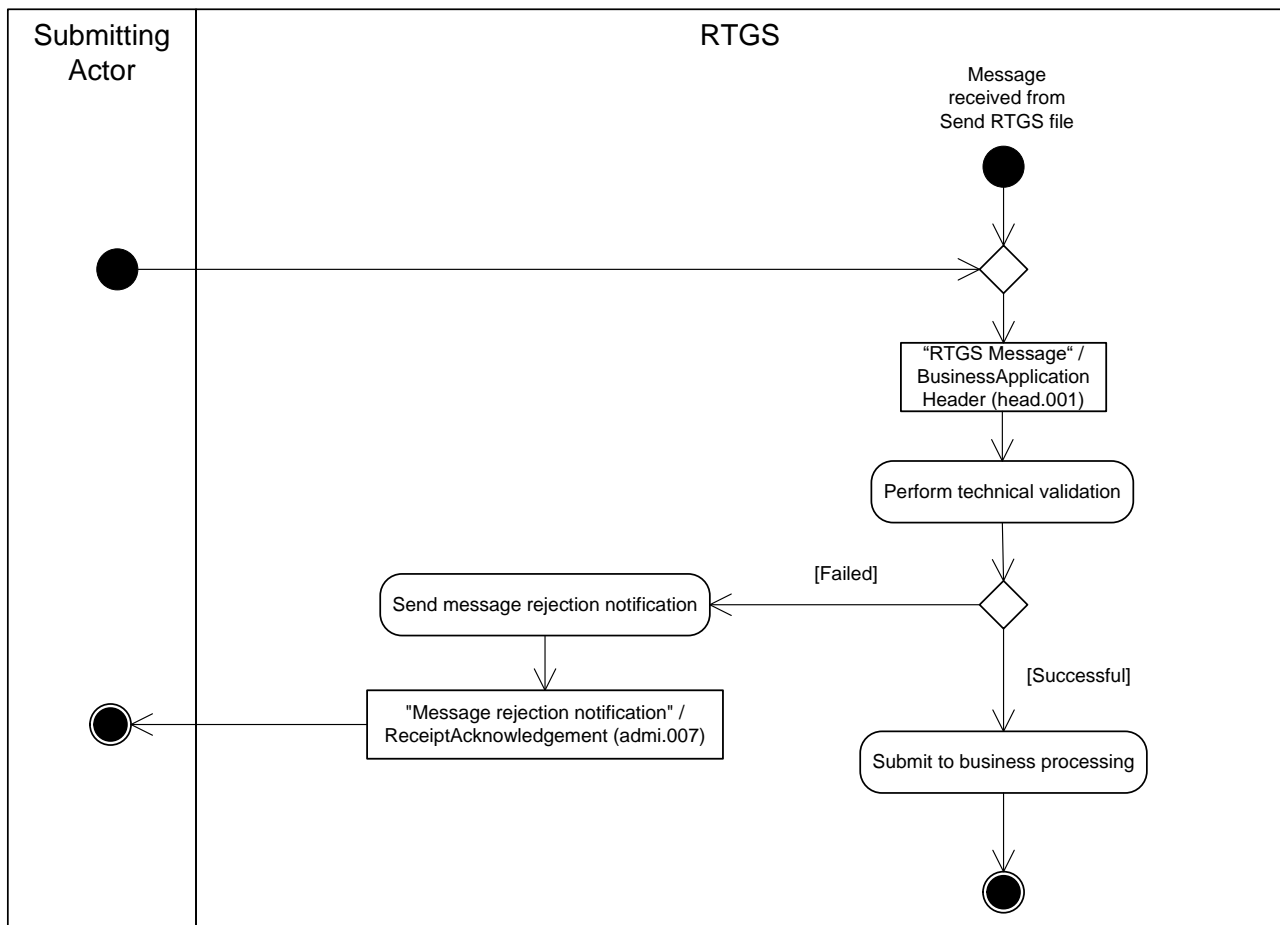 Submitting
Actor
RTGS
Message
received from
Send RTGS file
“RTGS Message“ /
BusinessApplication
Header (head.001)
Perform technical validation
[Failed]
Send message rejection notification
[Successful]
"Message rejection notification" /
ReceiptAcknowledgement (admi.007)
Submit to business processing